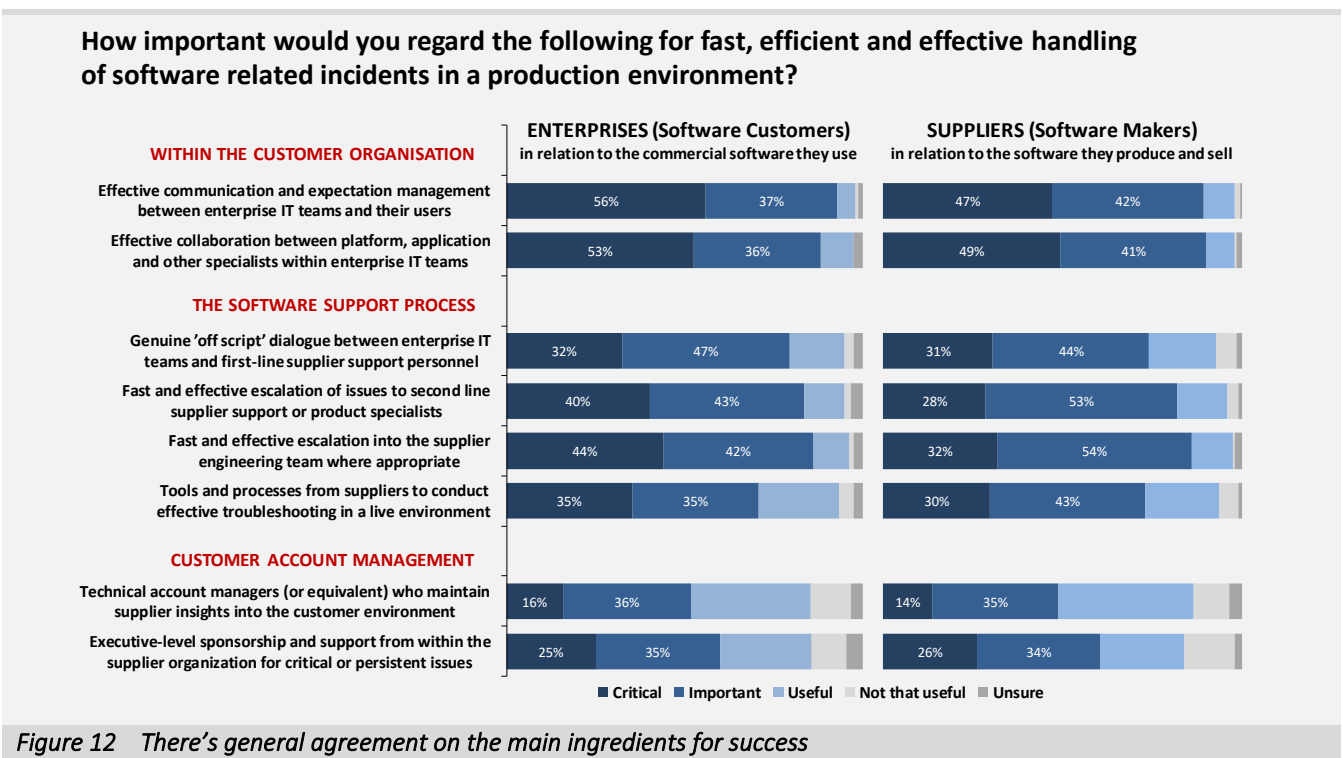 How important would you regard the following for fast, efficient and effective handling
of software related incidents in a production environment?
ENTERPRISES (Software Customers)
in relation to the commercial software they use
SUPPLIERS (Software Makers)
in relation to the software they produce and sell
WITHIN THE CUSTOMER ORGANISATION
Effective communication and expectation management
between enterprise IT teams and their users
56% 37% 47% 42%
Effective collaboration between platform, application
and other specialists within enterprise IT teams
53% 36% 49% 41%
THE SOFTWARE SUPPORT PROCESS
Genuine ’off script’ dialogue between enterprise IT
teams and first-line supplier support personnel
32% 47% 31% 44%
Fast and effective escalation of issues to second line
supplier support or product specialists
40% 43% 28% 53%
Fast and effective escalation into the supplier
engineering team where appropriate
44% 42% 32% 54%
Tools and processes from suppliers to conduct
effective troubleshooting in a live environment
35% 35% 30% 43%
CUSTOMER ACCOUNT MANAGEMENT
Technical account managers (or equivalent) who maintain
supplier insights into the customer environment
16% 36% 14% 35%
Executive-level sponsorship and support from within the
supplier organization for critical or persistent issues
25% 35% 26% 34%
Critical Important Useful Not that useful Unsure
Figure 12 There’s general agreement on the main ingredients for success